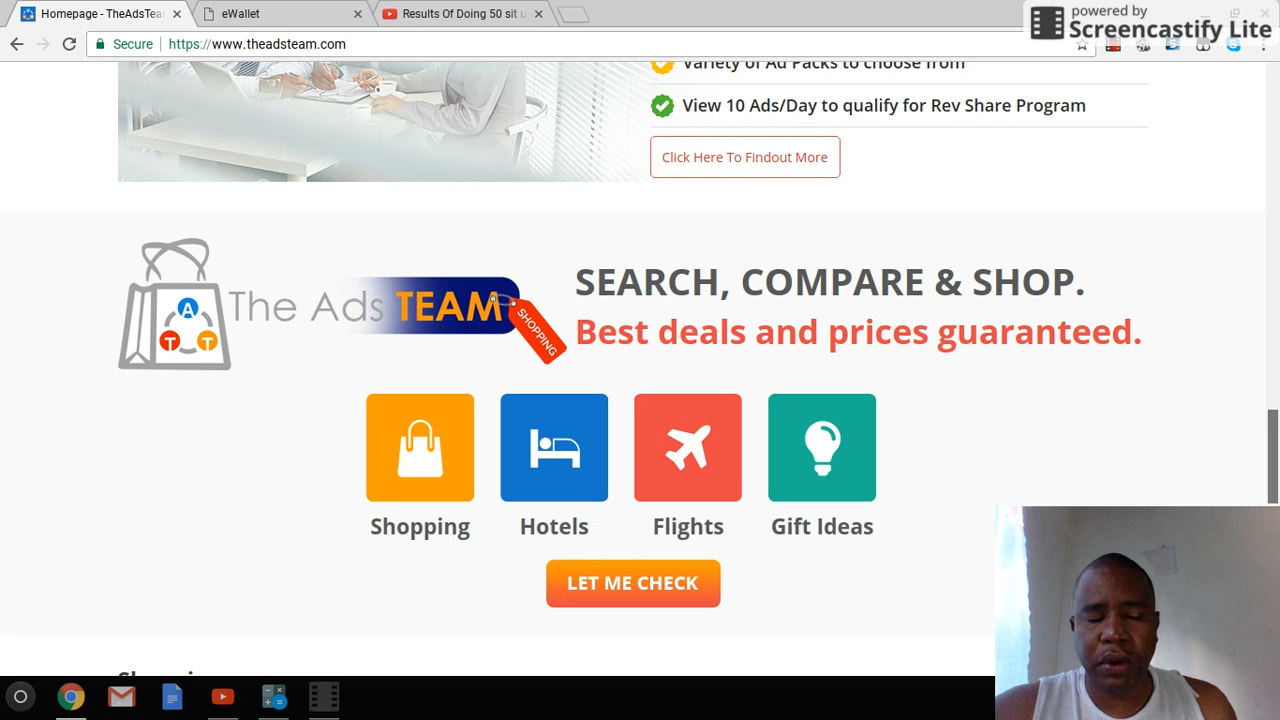 Homepage - TheAdsTea
eWallet
Results Of Doing 50 sit u
powered by
Screencastify Lite
Secure
https://www.theadsteam.com
Variety of Ad Packs to choose from
View 10 Ads/Day to qualify for Rev Share Program
Click Here To Findout More
The Ads TEAM
SHOPPING
A
T T
SEARCH, COMPARE & SHOP.
Best deals and prices guaranteed.
Shopping
Hotels
Flights
Gift Ideas
LET ME CHECK